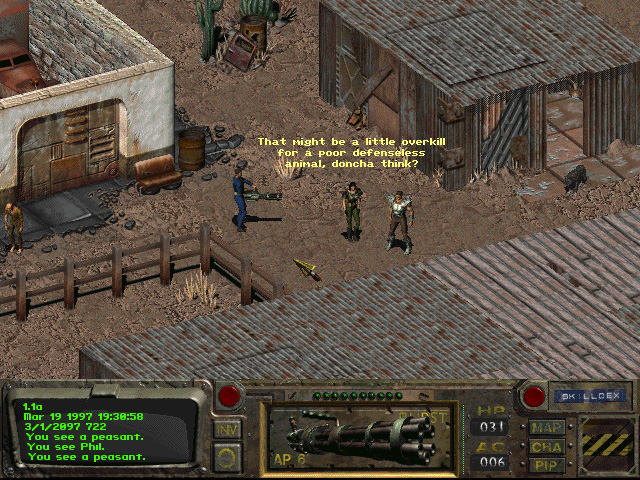 That might be a little overkill
for a poor defenseless
animal, doncha think?
1.1a
Mar 19 1997 19:30:58
3/1/2097 722
You see a peasant.
You see Phil.
You see a peasant.
INV
BURST
AP 6
HP
031
AC
006
SKILLDEX
MAP
CHA
PIP